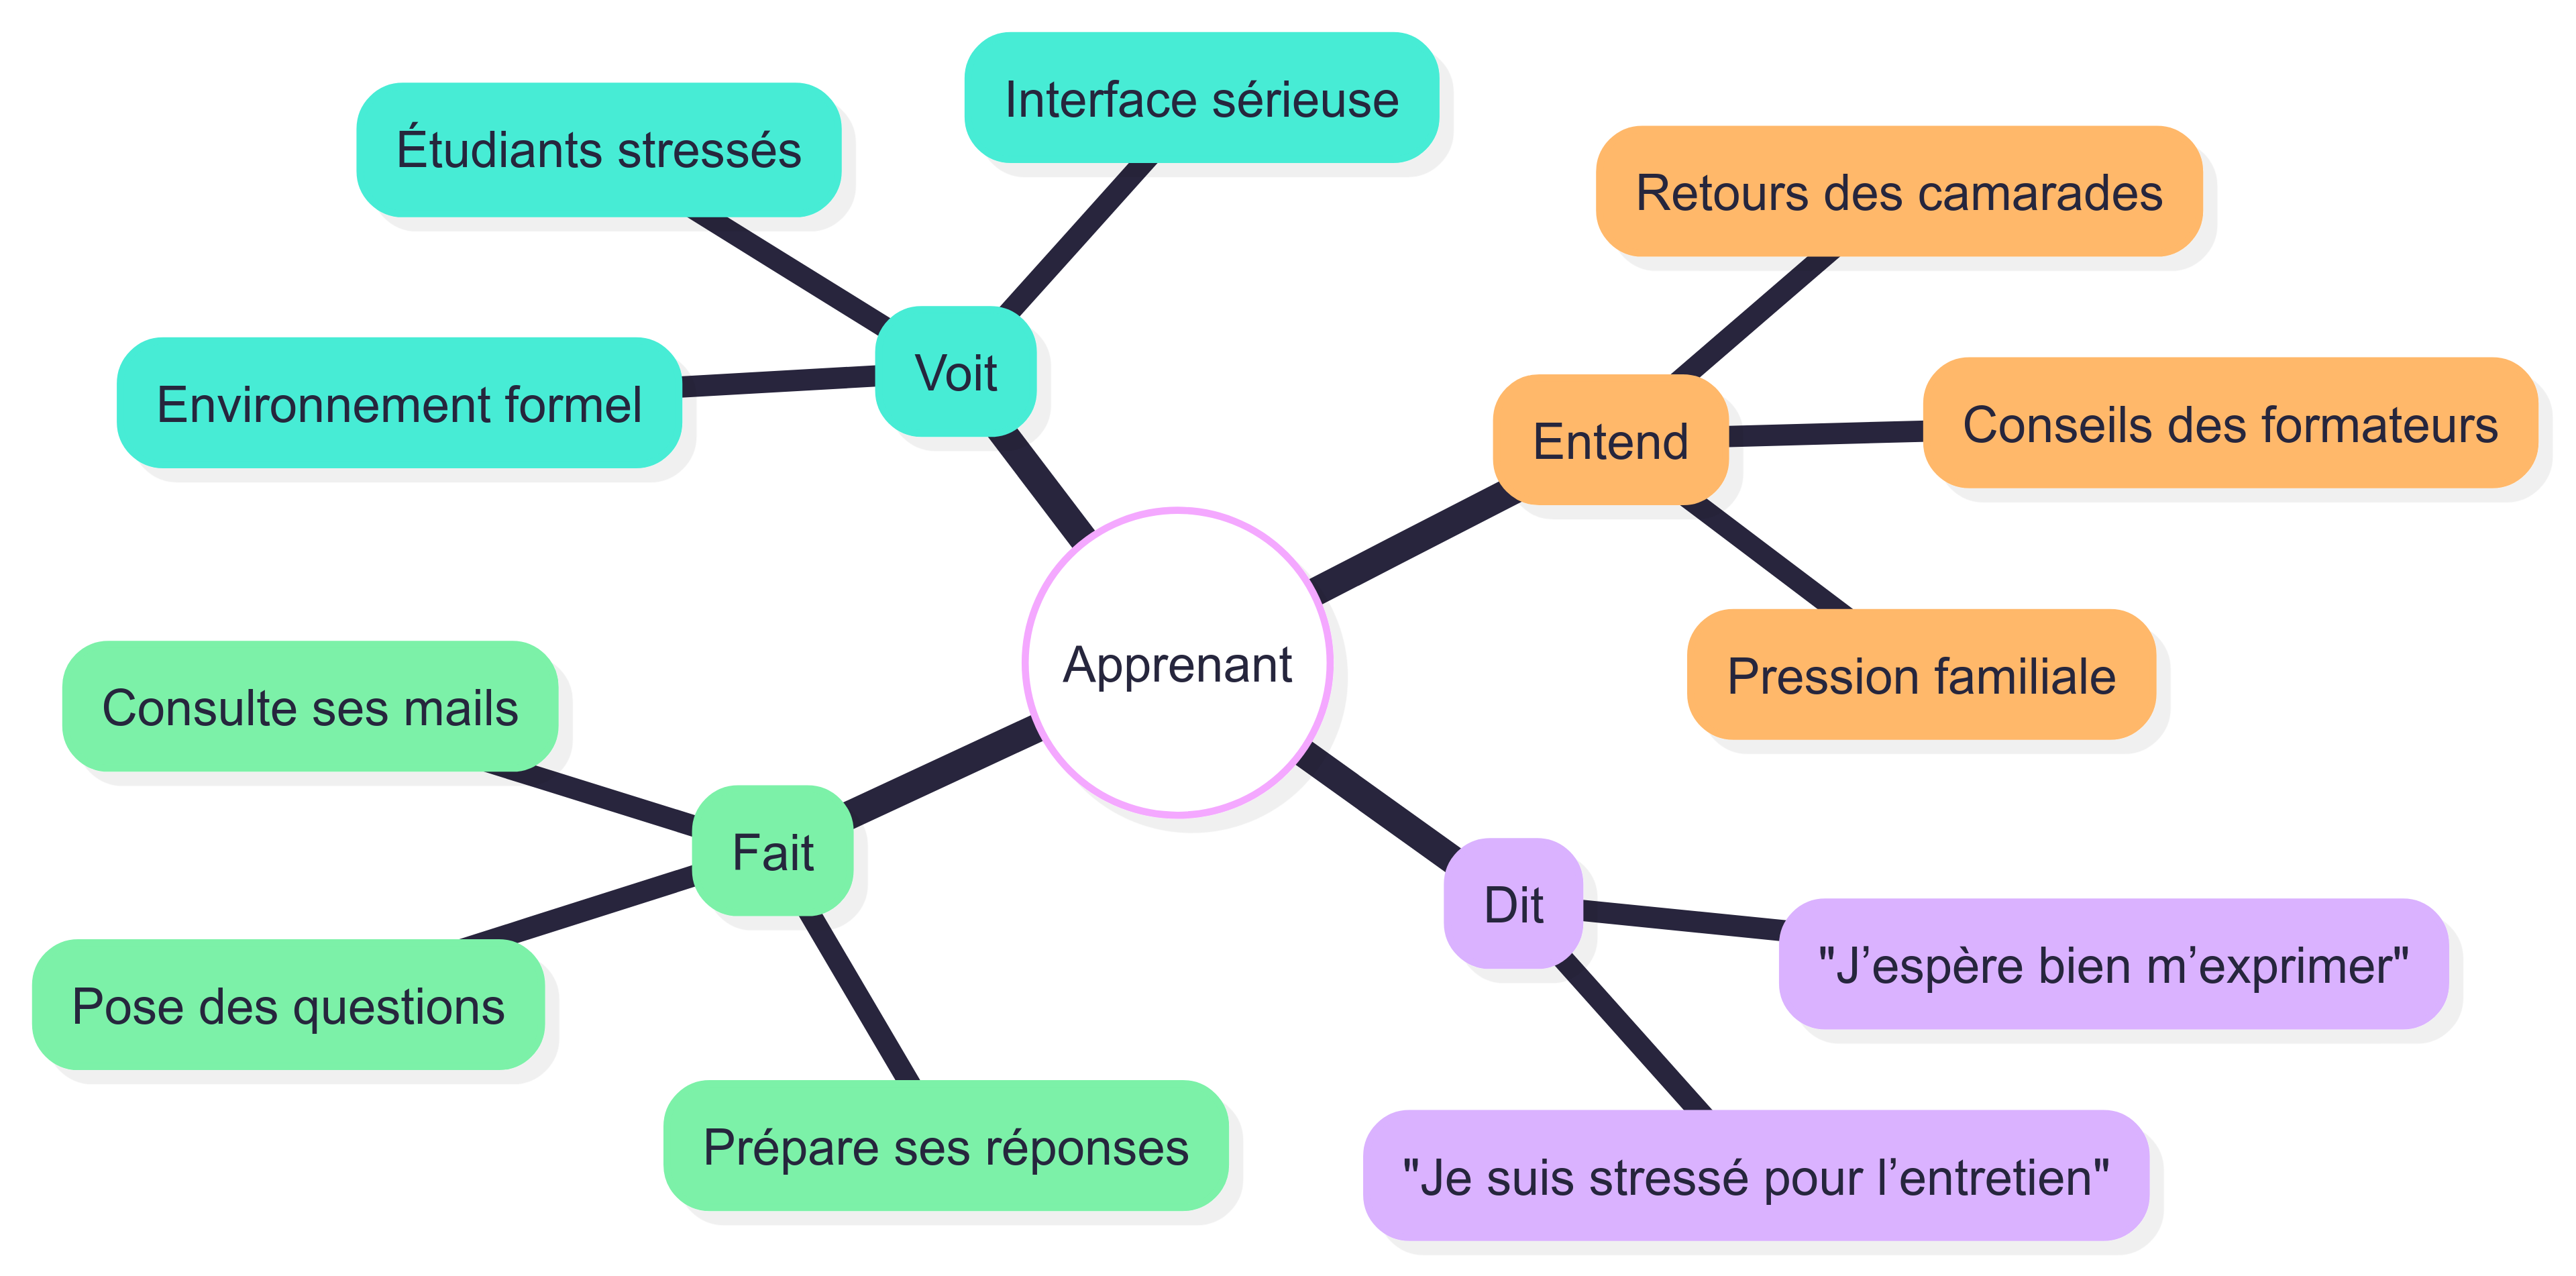 Apprenant
Voit
Étudiants stressés
Interface sérieuse
Environnement formel
Entend
Retours des camarades
Conseils des formateurs
Pression familiale
Fait
Consulte ses mails
Pose des questions
Prépare ses réponses
Dit
"J’espère bien m’exprimer"
"Je suis stressé pour l’entretien"